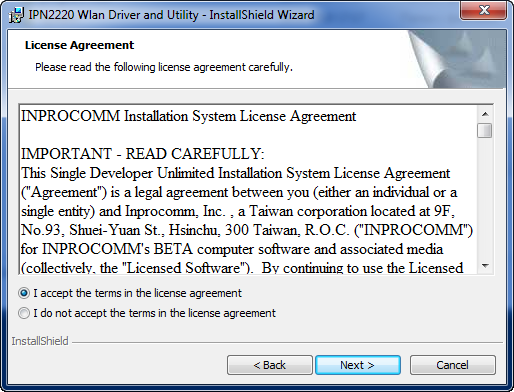 IPN2220 Wlan Driver and Utility - InstallShield Wizard
License Agreement
Please read the following license agreement carefully.
INPROCOMM Installation System License Agreement
IMPORTANT - READ CAREFULLY:
This Single Developer Unlimited Installation System License Agreement
("Agreement") is a legal agreement between you (either an individual or a
single entity) and Inprocomm, Inc. , a Taiwan corporation located at 9F,
No.93, Shuei-Yuan St., Hsinchu, 300 Taiwan, R.O.C. ("INPROCOMM")
for INPROCOMM's BETA computer software and associated media
(collectively, the "Licensed Software").  By continuing to use the Licensed
I accept the terms in the license agreement
I do not accept the terms in the license agreement
InstallShield
< Back
Next >
Cancel